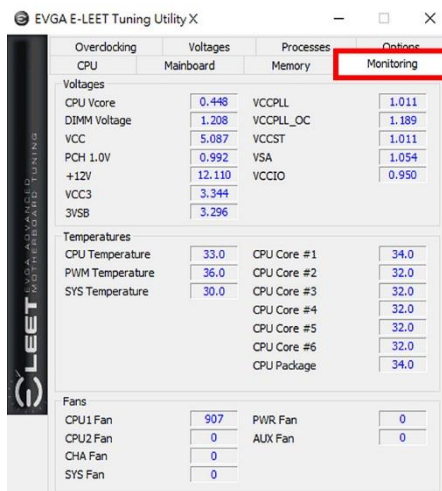 EVGA E-LEET Tuning Utility X
Overclocking Voltages Processes Options
CPU Mainboard Memory Monitoring
Voltages
CPU Vcore 0.448 VCCPLL 1.011
DIMM Voltage 1.208 VCCPLL_OC 1.189
VCC 5.087 VCCST 1.011
PCH 1.0V 0.992 VSA 1.054
+12V 12.110 VCCIO 0.950
VCC3 3.344
3VSB 3.296
Temperatures
CPU Temperature 33.0 CPU Core #1 34.0
PWM Temperature 36.0 CPU Core #2 32.0
SYS Temperature 30.0 CPU Core #3 32.0
CPU Core #4 32.0
CPU Core #5 32.0
CPU Core #6 32.0
CPU Package 34.0
Fans
CPU1 Fan 907 PWR Fan 0
CPU2 Fan 0 AUX Fan 0
CHA Fan 0
SYS Fan 0
E-LEET EVGA ADVANCED
MOTHERBOARD TUNING